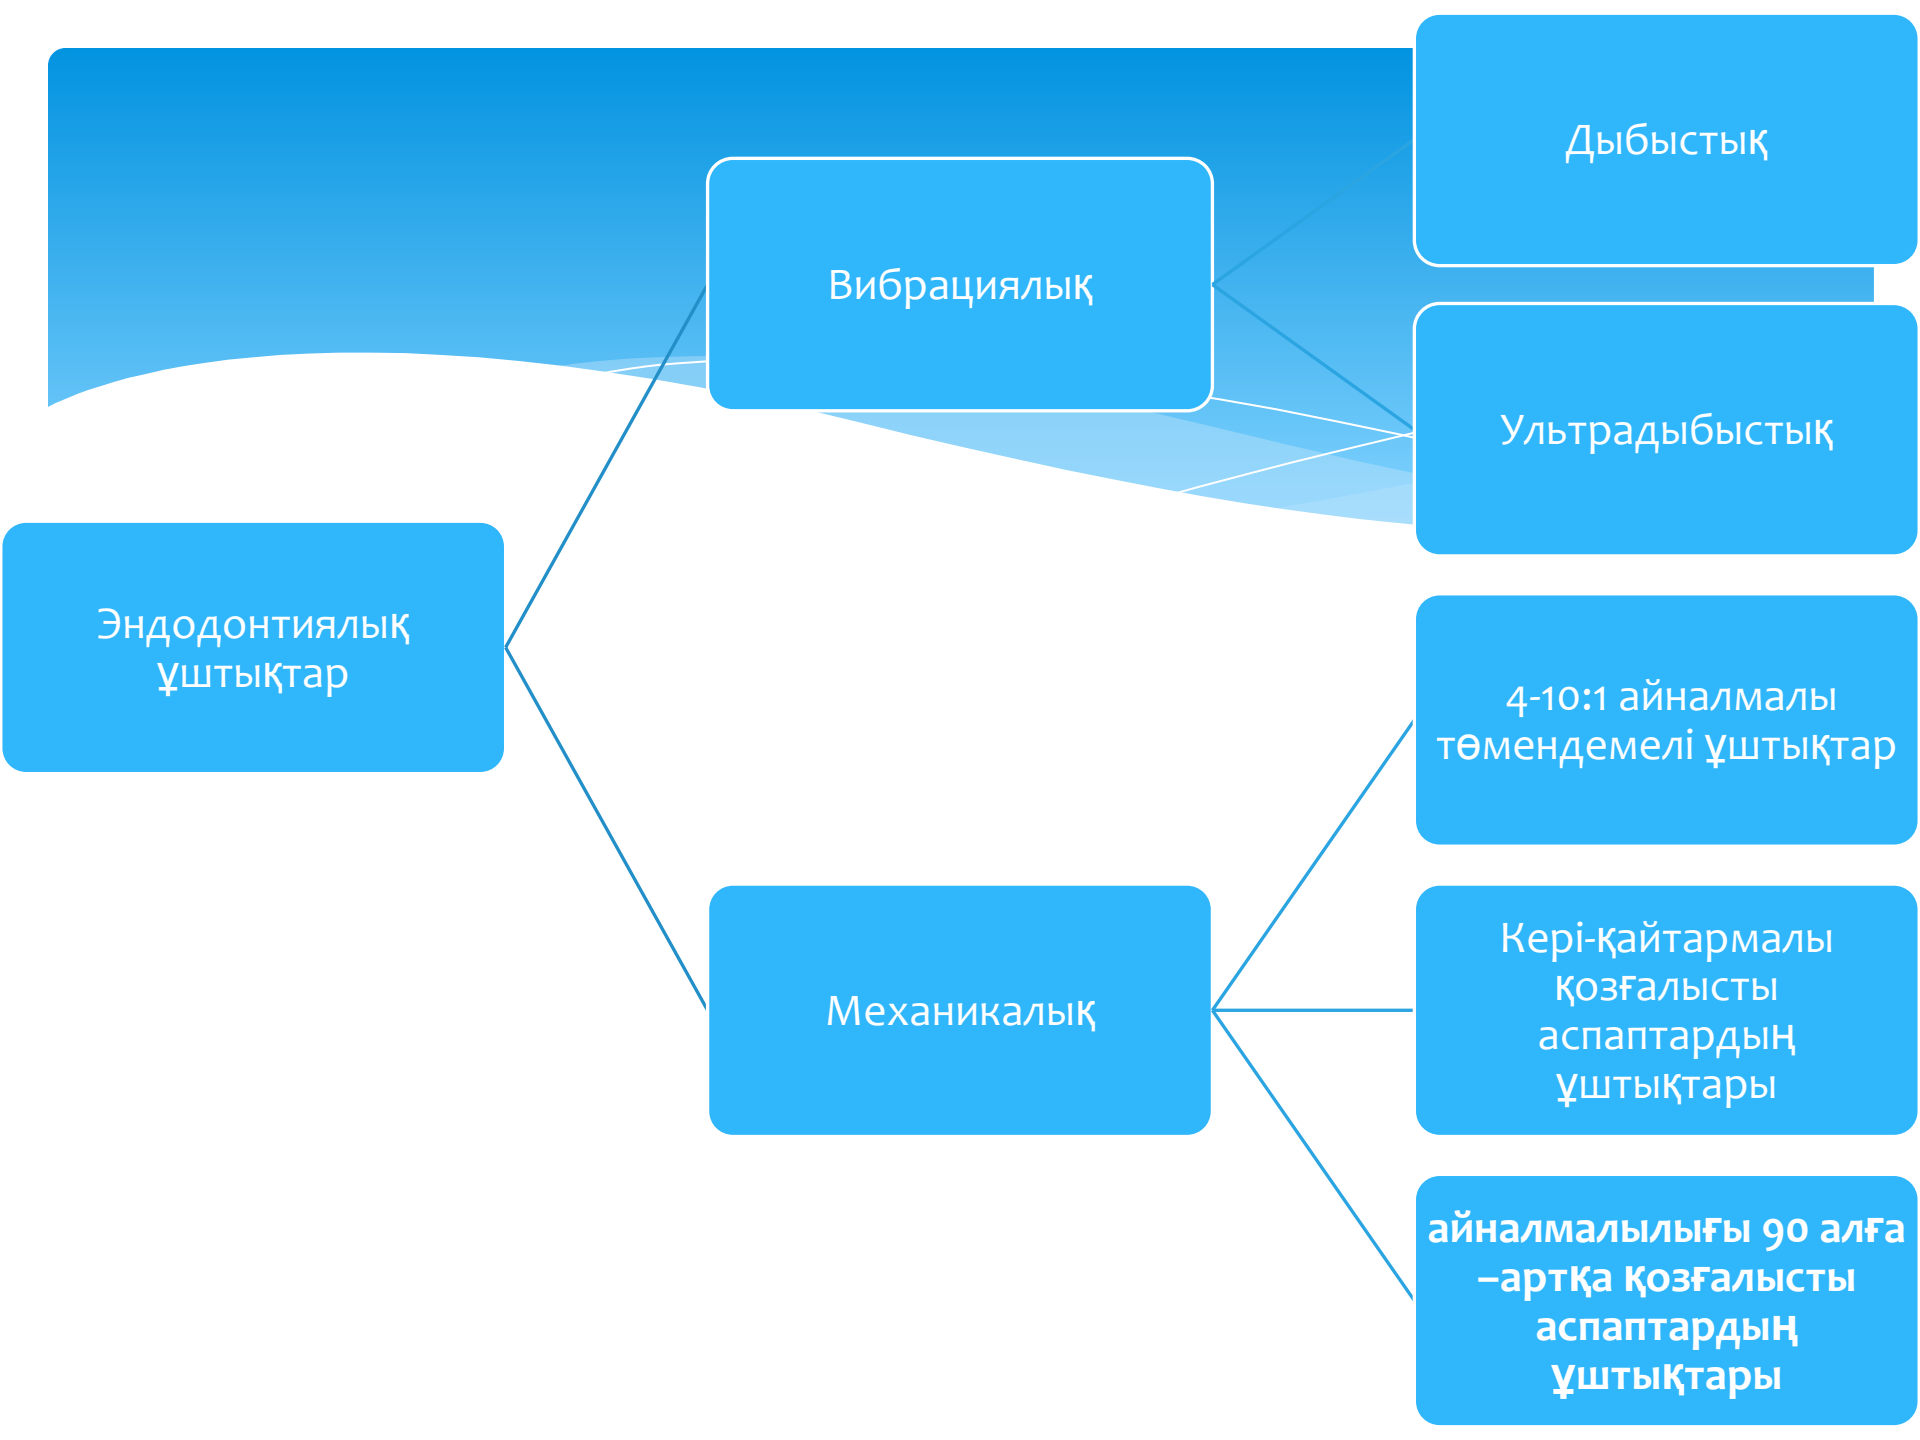 Дыбыстық
Вибрациялық
Ультрадыбыстық
Эндодонтиялық
ұштықтар
4-10:1 айналмалы
төмендемелі ұштықтар
Механикалық
Кері-қайтармалы
қозғалысты
аспаптардың
ұштықтары
айналмалылығы 90 алға
–артқа қозғалысты
аспаптардың
ұштықтары